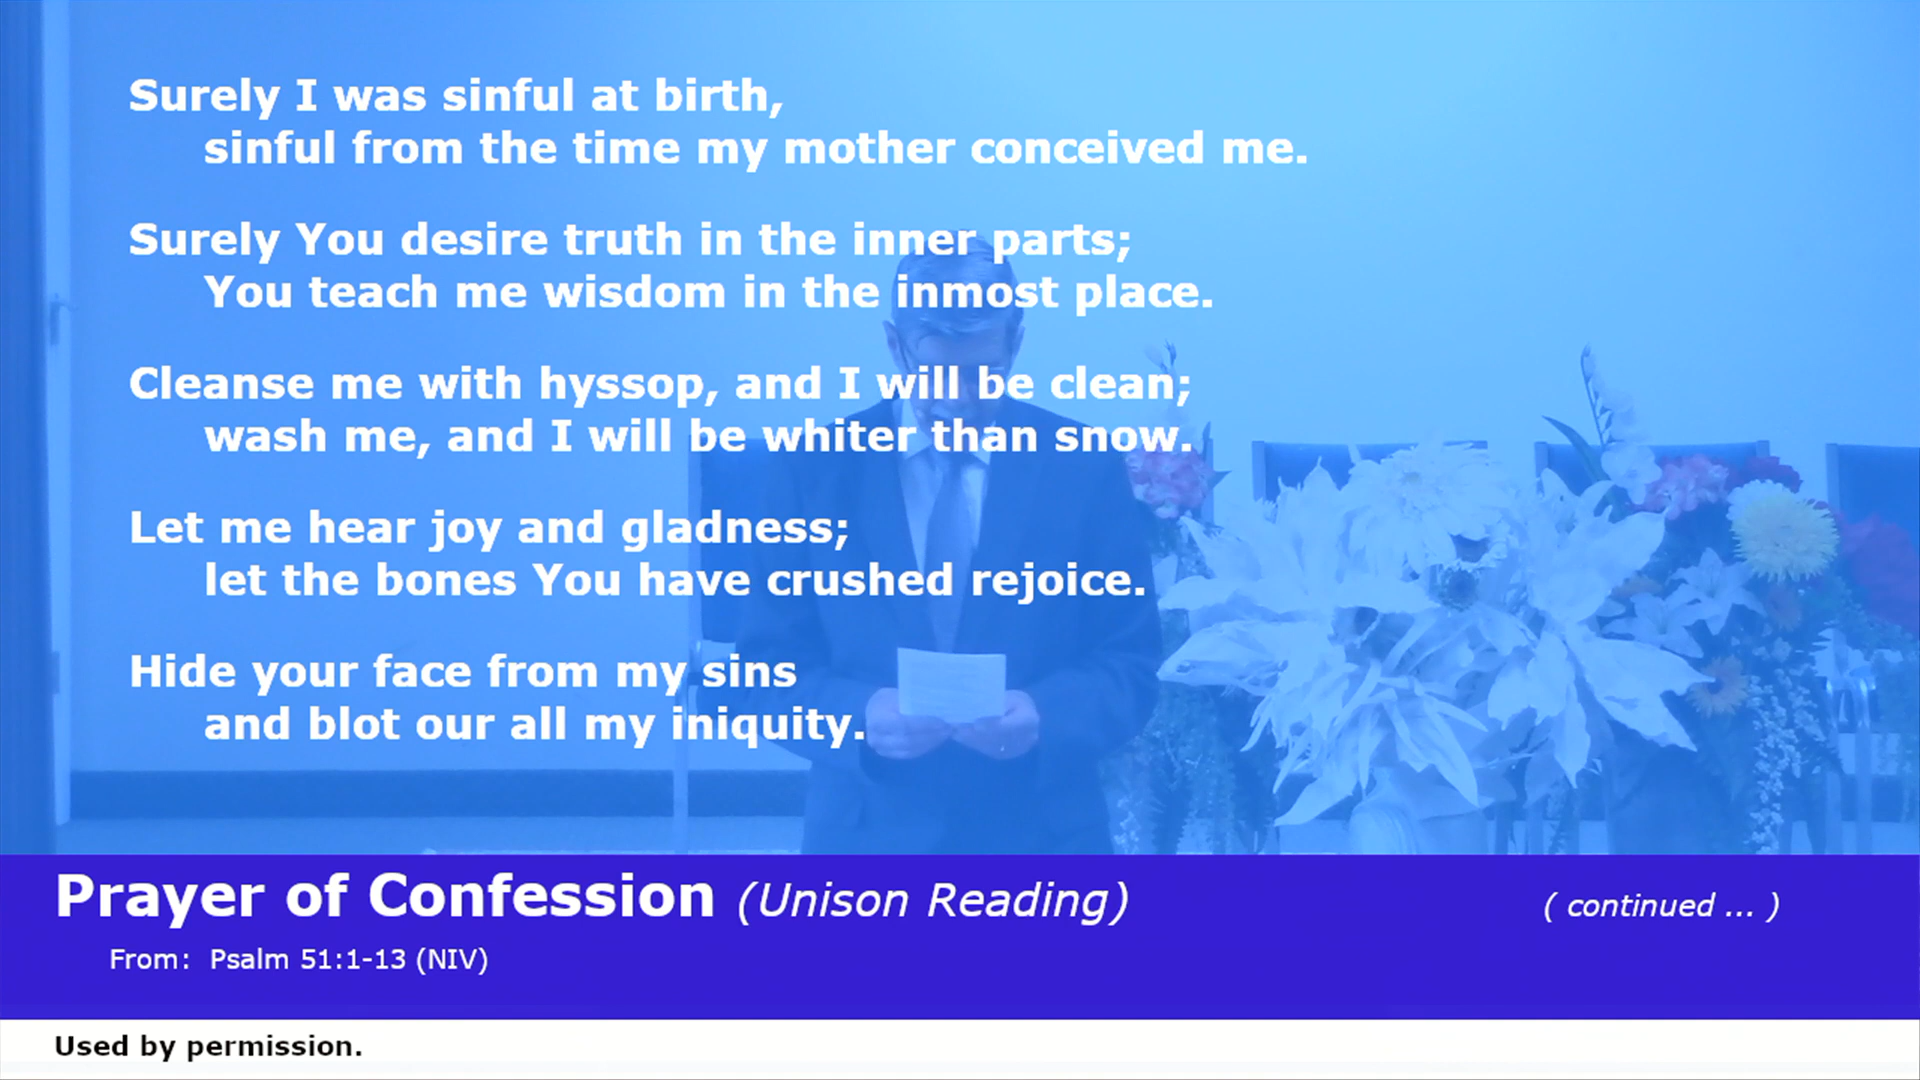 Surely I was sinful at birth,
sinful from the time my mother conceived me.
Surely You desire truth in the inner parts;
You teach me wisdom in the inmost place.
Cleanse me with hyssop, and I will be clean;
wash me, and I will be whiter than snow.
Let me hear joy and gladness;
let the bones You have crushed rejoice.
Hide your face from my sins
and blot our all my iniquity.
Prayer of Confession (Unison Reading) ( continued ... )
From: Psalm 51:1-13 (NIV)
Used by permission.